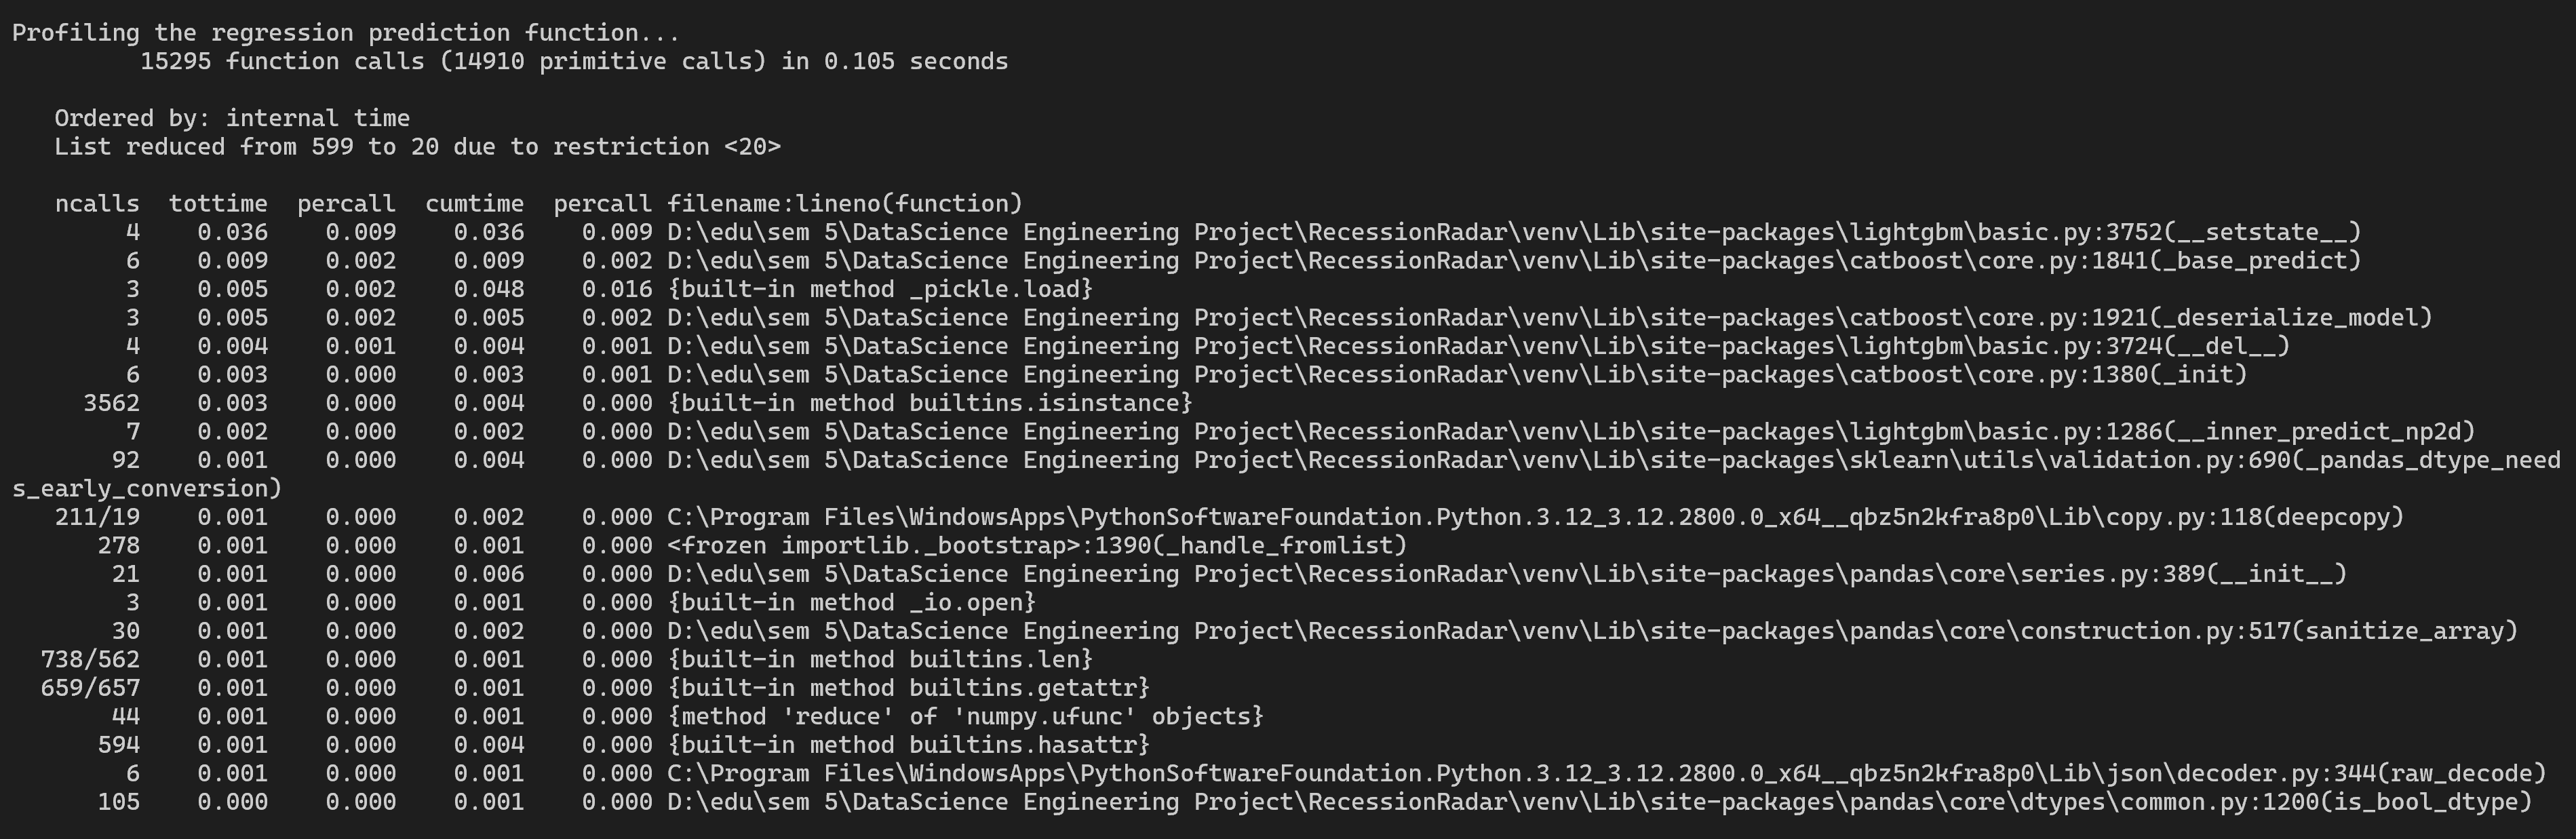 Profiling the regression prediction function...
         15295 function calls (14910 primitive calls) in 0.105 seconds

   Ordered by: internal time
   List reduced from 599 to 20 due to restriction <20>

   ncalls  tottime  percall  cumtime  percall filename:lineno(function)
        4    0.036    0.009    0.036    0.009 D:\edu\sem 5\DataScience Engineering Project\RecessionRadar\venv\Lib\site-packages\lightgbm\basic.py:3752(__setstate__)
        6    0.009    0.002    0.009    0.002 D:\edu\sem 5\DataScience Engineering Project\RecessionRadar\venv\Lib\site-packages\catboost\core.py:1841(_base_predict)
        3    0.005    0.002    0.048    0.016 {built-in method _pickle.load}
        3    0.005    0.002    0.005    0.002 D:\edu\sem 5\DataScience Engineering Project\RecessionRadar\venv\Lib\site-packages\catboost\core.py:1921(_deserialize_model)
        4    0.004    0.001    0.004    0.001 D:\edu\sem 5\DataScience Engineering Project\RecessionRadar\venv\Lib\site-packages\lightgbm\basic.py:3724(__del__)
        6    0.003    0.000    0.003    0.001 D:\edu\sem 5\DataScience Engineering Project\RecessionRadar\venv\Lib\site-packages\catboost\core.py:1380(_init)
     3562    0.003    0.000    0.004    0.000 {built-in method builtins.isinstance}
        7    0.002    0.000    0.002    0.000 D:\edu\sem 5\DataScience Engineering Project\RecessionRadar\venv\Lib\site-packages\lightgbm\basic.py:1286(__inner_predict_np2d)
       92    0.001    0.000    0.004    0.000 D:\edu\sem 5\DataScience Engineering Project\RecessionRadar\venv\Lib\site-packages\sklearn\utils\validation.py:690(_pandas_dtype_need
s_early_conversion)
   211/19    0.001    0.000    0.002    0.000 C:\Program Files\WindowsApps\PythonSoftwareFoundation.Python.3.12_3.12.2800.0_x64__qbz5n2kfra8p0\Lib\copy.py:118(deepcopy)
      278    0.001    0.000    0.001    0.000 <frozen importlib._bootstrap>:1390(_handle_fromlist)
       21    0.001    0.000    0.006    0.000 D:\edu\sem 5\DataScience Engineering Project\RecessionRadar\venv\Lib\site-packages\pandas\core\series.py:389(__init__)
        3    0.001    0.000    0.001    0.000 {built-in method _io.open}
       30    0.001    0.000    0.002    0.000 D:\edu\sem 5\DataScience Engineering Project\RecessionRadar\venv\Lib\site-packages\pandas\core\construction.py:517(sanitize_array)
  738/562    0.001    0.000    0.001    0.000 {built-in method builtins.len}
  659/657    0.001    0.000    0.001    0.000 {built-in method builtins.getattr}
       44    0.001    0.000    0.001    0.000 {method 'reduce' of 'numpy.ufunc' objects}
      594    0.001    0.000    0.004    0.000 {built-in method builtins.hasattr}
        6    0.001    0.000    0.001    0.000 C:\Program Files\WindowsApps\PythonSoftwareFoundation.Python.3.12_3.12.2800.0_x64__qbz5n2kfra8p0\Lib\json\decoder.py:344(raw_decode)
      105    0.000    0.000    0.001    0.000 D:\edu\sem 5\DataScience Engineering Project\RecessionRadar\venv\Lib\site-packages\pandas\core\dtypes\common.py:1200(is_bool_dtype)